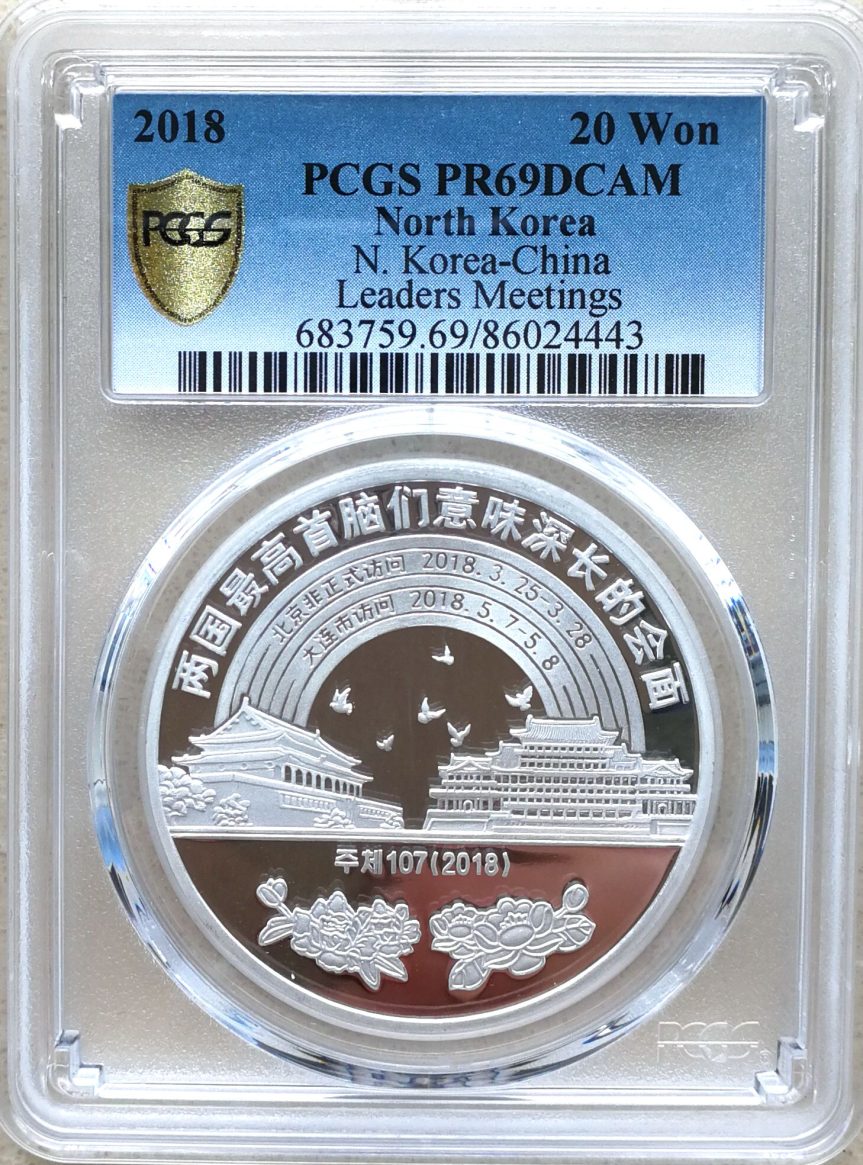 2018 20 Won
PCGS PCGS PR69DCAM
North Korea
N. Korea-China
Leaders Meetings
683759.69/86024443
两国最高首脑们意味深长的会面
北京非正式访问 2018.3.25-3.28
大连市访问 2018.5.7-5.8
주체107(2018)
PCGS